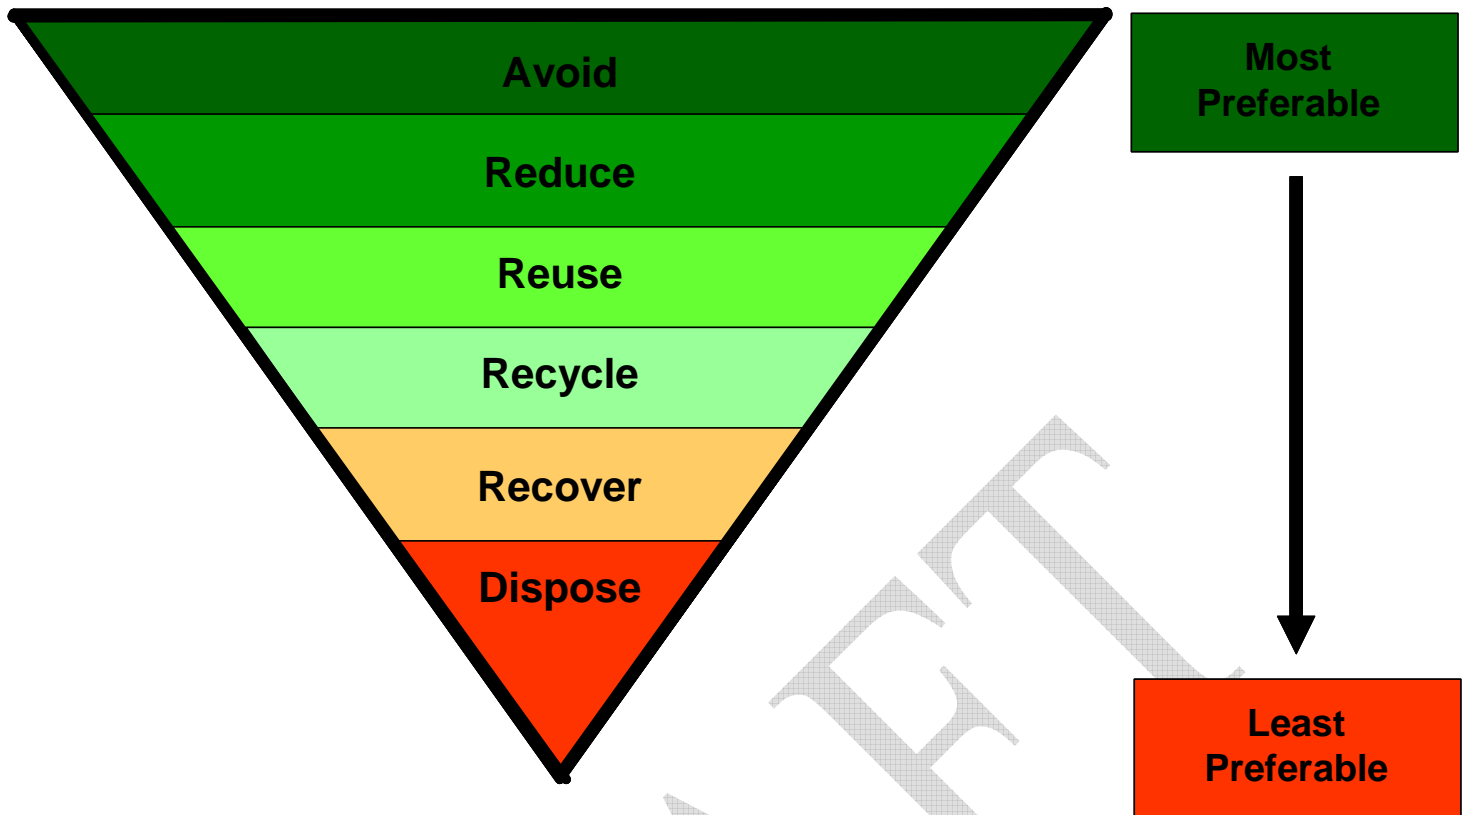 Avoid
Reduce
Reuse
Recycle
Recover
Dispose
Most
Preferable
Least
Preferable